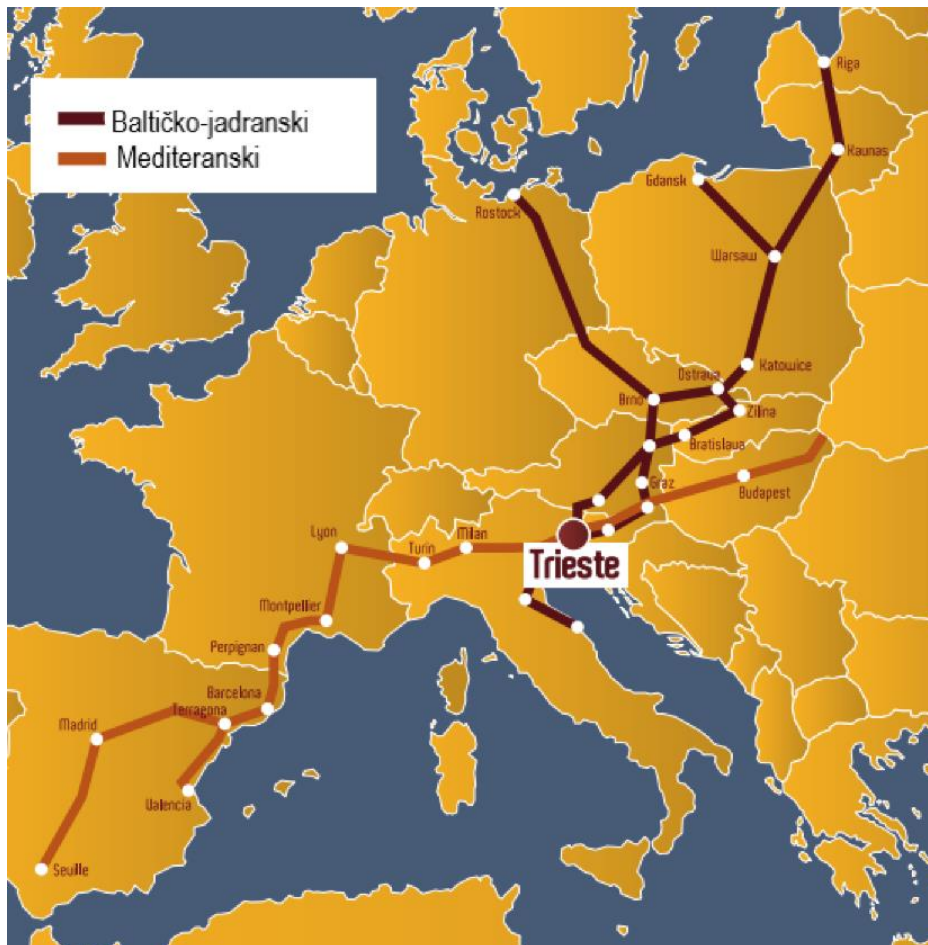 Baltičko-jadranski
Mediteranski
Riga
Kaunas
Gdansk
Rostock
Warsaw
Katowice
Ostrava
Brno
Zilina
Bratislava
Graz
Budapest
Lyon
Turin
Milan
Trieste
Montpellier
Perpignan
Barcelona
Terragona
Madrid
Valencia
Seville